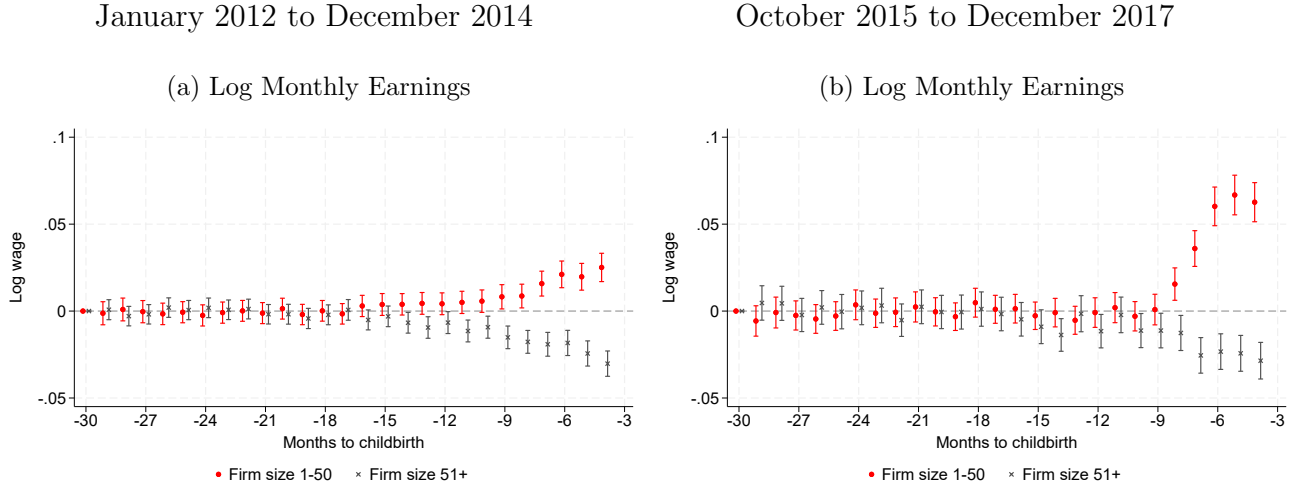 January 2012 to December 2014
October 2015 to December 2017
(a) Log Monthly Earnings
(b) Log Monthly Earnings
.1
.05
0
-.05
Log wage
-30 -27 -24 -21 -18 -15 -12 -9 -6 -3
Months to childbirth
Firm size 1-50 Firm size 51+
.1
.05
0
-.05
Log wage
-30 -27 -24 -21 -18 -15 -12 -9 -6 -3
Months to childbirth
Firm size 1-50 Firm size 51+